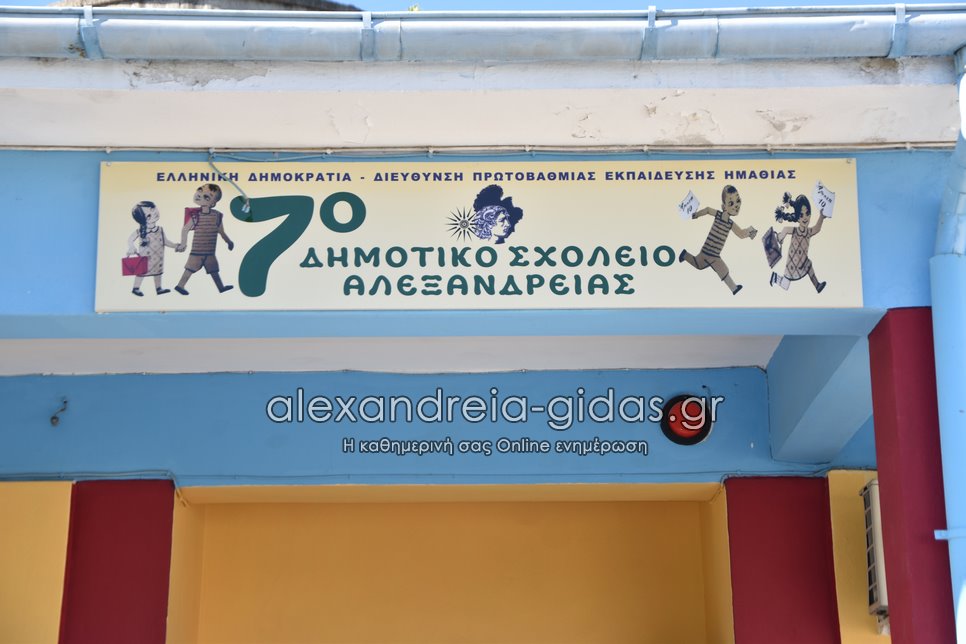 ΕΛΛΗΝΙΚΗ ΔΗΜΟΚΡΑΤΙΑ - ΔΙΕΥΘΥΝΣΗ ΠΡΩΤΟΒΑΘΜΙΑΣ ΕΚΠΑΙΔΕΥΣΗΣ ΗΜΑΘΙΑΣ
7ο
ΔΗΜΟΤΙΚΟ ΣΧΟΛΕΙΟ
ΑΛΕΞΑΝΔΡΕΙΑΣ
alexandreia-gidas.gr
Η καθημερινή σας Online ενημέρωση